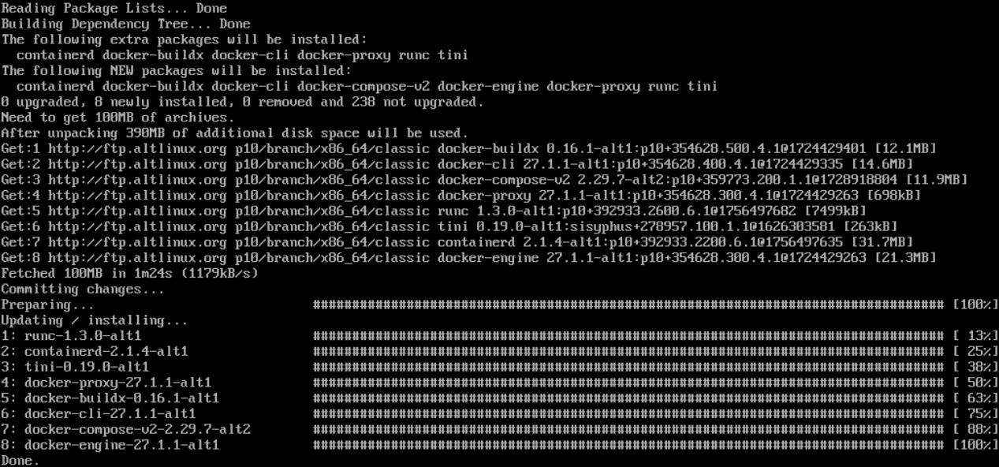 Reading Package Lists... Done
Building Dependency Tree... Done
The following extra packages will be installed:
  containerd docker-buildx docker-cli docker-proxy runc tini
The following NEW packages will be installed:
  containerd docker-buildx docker-cli docker-compose-v2 docker-engine docker-proxy runc tini
0 upgraded, 8 newly installed, 0 removed and 238 not upgraded.
Need to get 100MB of archives.
After unpacking 390MB of additional disk space will be used.
Get:1 http://ftp.altlinux.org p10/branch/x86_64/classic docker-buildx 0.16.1-alt1:p10+354628.500.4.1@1724429401 [12.1MB]
Get:2 http://ftp.altlinux.org p10/branch/x86_64/classic docker-cli 27.1.1-alt1:p10+354628.400.4.1@1724429335 [14.6MB]
Get:3 http://ftp.altlinux.org p10/branch/x86_64/classic docker-compose-v2 2.29.7-alt2:p10+359773.200.1.1@1728918804 [11.9MB]
Get:4 http://ftp.altlinux.org p10/branch/x86_64/classic docker-proxy 27.1.1-alt1:p10+354628.300.4.1@1724429263 [698kB]
Get:5 http://ftp.altlinux.org p10/branch/x86_64/classic runc 1.3.0-alt1:p10+392933.2600.6.1@1756497682 [7499kB]
Get:6 http://ftp.altlinux.org p10/branch/x86_64/classic tini 0.19.0-alt1:sisyphus+278957.100.1.1@1626303581 [263kB]
Get:7 http://ftp.altlinux.org p10/branch/x86_64/classic containerd 2.1.4-alt1:p10+392933.2200.6.1@1756497635 [31.7MB]
Get:8 http://ftp.altlinux.org p10/branch/x86_64/classic docker-engine 27.1.1-alt1:p10+354628.300.4.1@1724429263 [21.3MB]
Fetched 100MB in 1m24s (1179kB/s)
Committing changes...
Preparing... ################################################################################# [100%]
Updating / installing...
1: runc-1.3.0-alt1 ################################################################################# [ 13%]
2: containerd-2.1.4-alt1 ################################################################################# [ 25%]
3: tini-0.19.0-alt1 ################################################################################# [ 38%]
4: docker-proxy-27.1.1-alt1 ################################################################################# [ 50%]
5: docker-buildx-0.16.1-alt1 ################################################################################# [ 63%]
6: docker-cli-27.1.1-alt1 ################################################################################# [ 75%]
7: docker-compose-v2-2.29.7-alt2 ################################################################################# [ 88%]
8: docker-engine-27.1.1-alt1 ################################################################################# [100%]
Done.